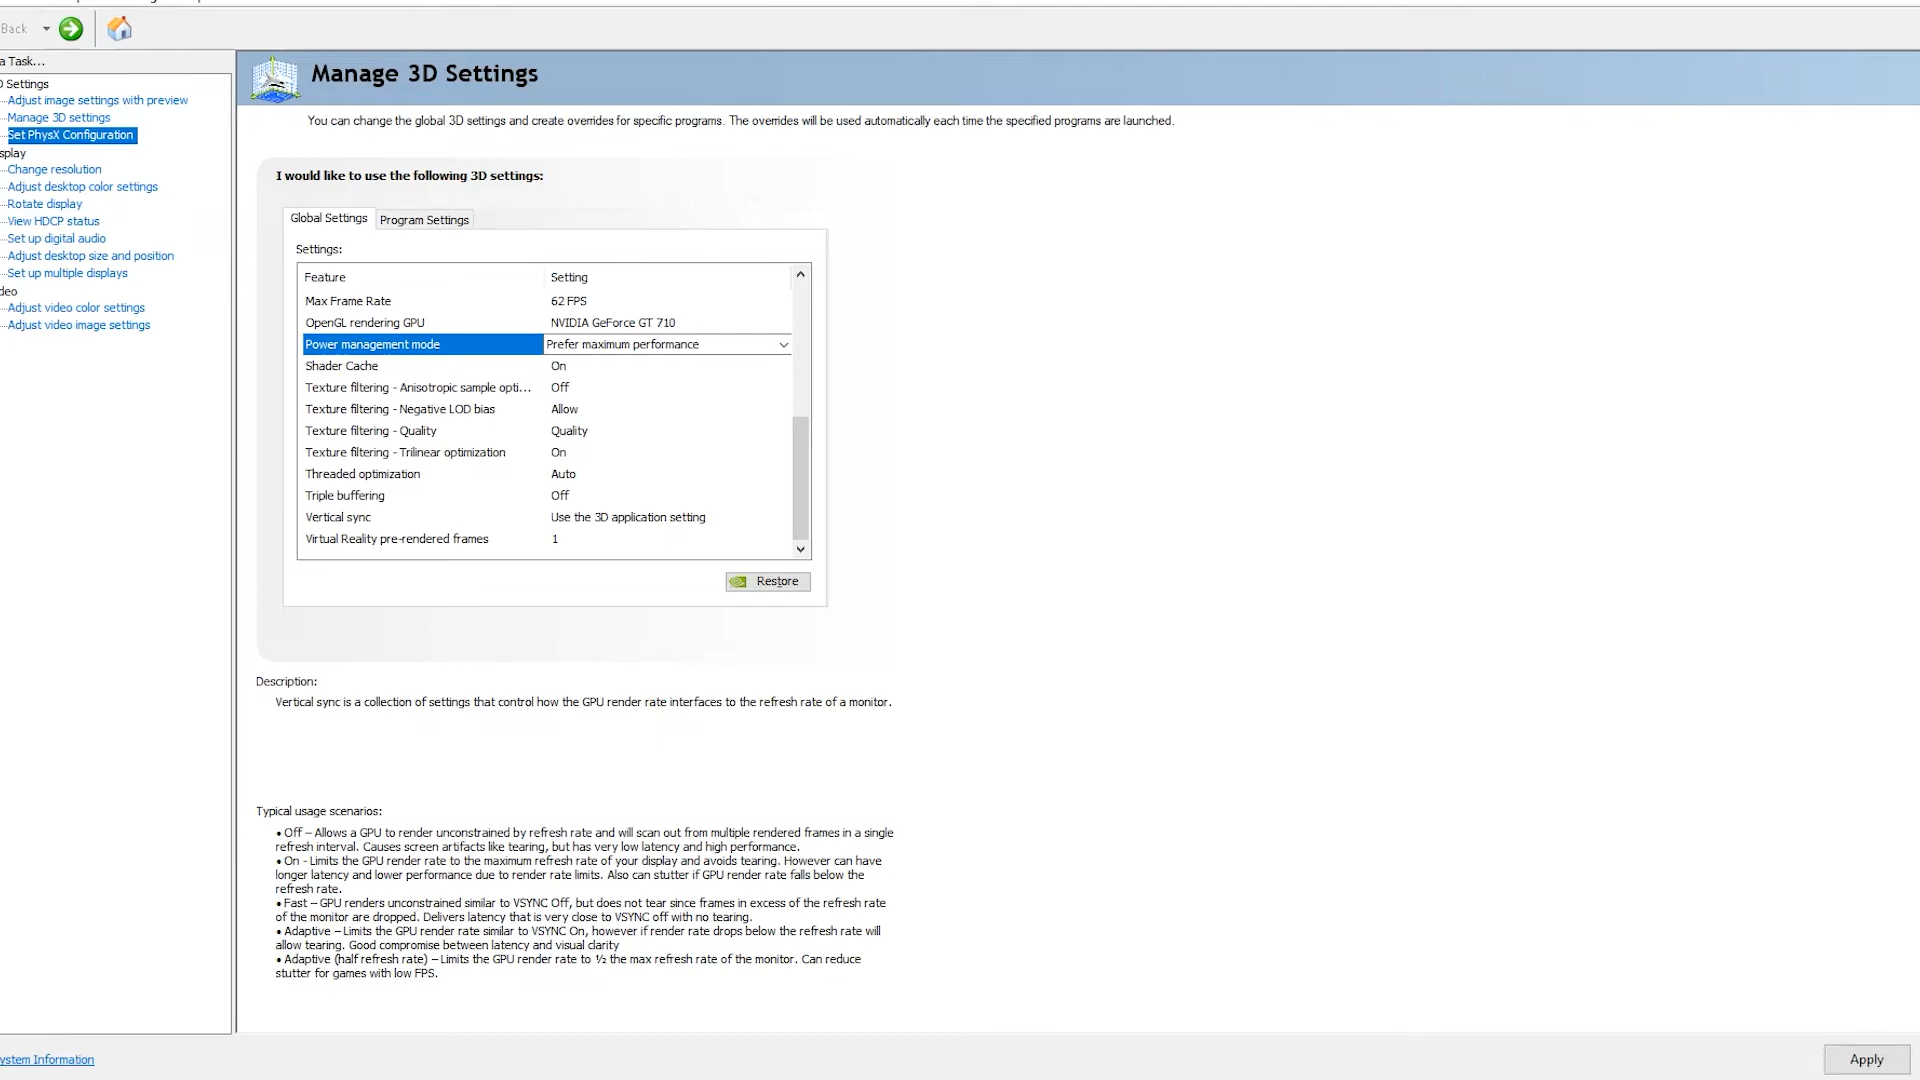 Back
a Task...
Settings
Adjust image settings with preview
Manage 3D settings
Set PhysX Configuration
splay
Change resolution
Adjust desktop color settings
Rotate display
View HDCP status
Set up digital audio
Adjust desktop size and position
Set up multiple displays
deo
Adjust video color settings
Adjust video image settings
ystem Information
Manage 3D Settings
You can change the global 3D settings and create overrides for specific programs. The overrides will be used automatically each time the specified programs are launched.
I would like to use the following 3D settings:
Global Settings Program Settings
Settings:
Feature Setting
Max Frame Rate 62 FPS
OpenGL rendering GPU NVIDIA GeForce GT 710
Power management mode Prefer maximum performance
Shader Cache On
Texture filtering - Anisotropic sample opti... Off
Texture filtering - Negative LOD bias Allow
Texture filtering - Quality Quality
Texture filtering - Trilinear optimization On
Threaded optimization Auto
Triple buffering Off
Vertical sync Use the 3D application setting
Virtual Reality pre-rendered frames 1
Restore
Description:
Vertical sync is a collection of settings that control how the GPU render rate interfaces to the refresh rate of a monitor.
Typical usage scenarios:
• Off – Allows a GPU to render unconstrained by refresh rate and will scan out from multiple rendered frames in a single
refresh interval. Causes screen artifacts like tearing, but has very low latency and high performance.
• On - Limits the GPU render rate to the maximum refresh rate of your display and avoids tearing. However can have
longer latency and lower performance due to render rate limits. Also can stutter if GPU render rate falls below the
refresh rate.
• Fast – GPU renders unconstrained similar to VSYNC Off, but does not tear since frames in excess of the refresh rate
of the monitor are dropped. Delivers latency that is very close to VSYNC off with no tearing.
• Adaptive – Limits the GPU render rate similar to VSYNC On, however if render rate drops below the refresh rate will
allow tearing. Good compromise between latency and visual clarity
• Adaptive (half refresh rate) – Limits the GPU render rate to ½ the max refresh rate of the monitor. Can reduce
stutter for games with low FPS.
Apply